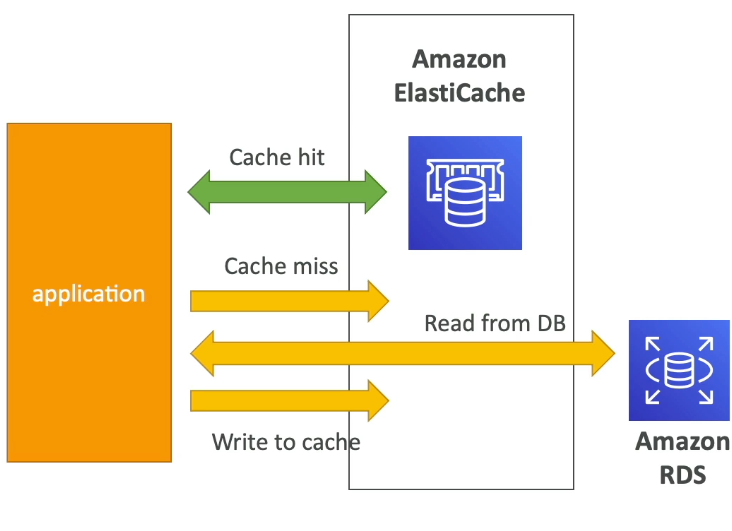 Amazon
ElastiCache
Cache hit
Cache miss
application
Read from DB
Write to cache
Amazon
RDS